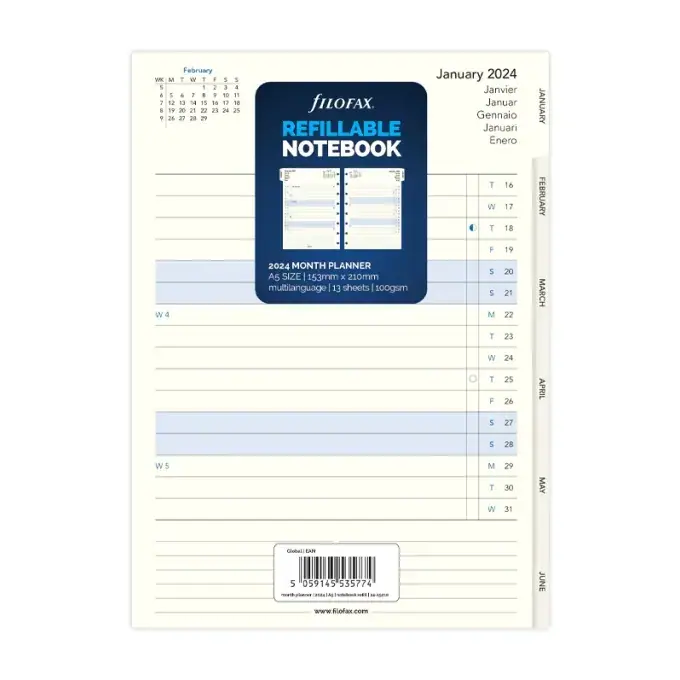 February
WK M T W T F S S
5 1 2 3 4
6 5 6 7 8 9 10 11
7 12 13 14 15 16 17 18
8 19 20 21 22 23 24 25
9 26 27 28 29
January 2024
Janvier
Januar
Gennaio
Januari
Enero
filofax
REFILLABLE
NOTEBOOK
2024 MONTH PLANNER
A5 SIZE | 153mm x 210mm
multilanguage | 13 sheets | 100gsm
T 16
W 17
T 18
F 19
S 20
S 21
W 4 M 22
T 23
W 24
T 25
F 26
S 27
S 28
W 5 M 29
T 30
W 31
JANUARY
FEBRUARY
MARCH
APRIL
MAY
JUNE
Global | EAN
5 059145 535774
www.filofax.com